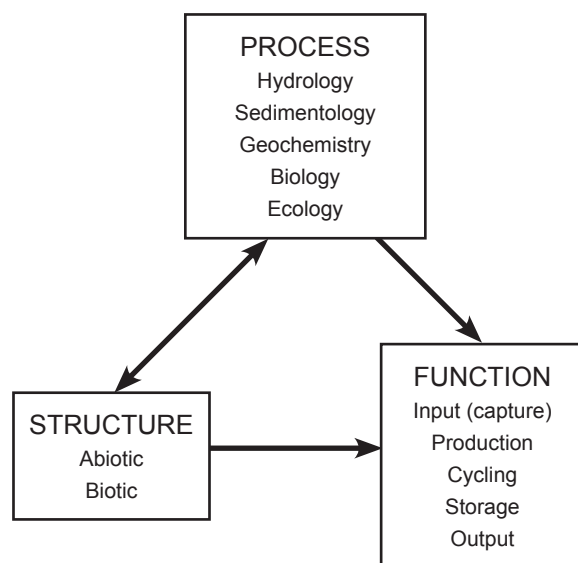 PROCESS
Hydrology
Sedimentology
Geochemistry
Biology
Ecology
STRUCTURE
Abiotic
Biotic
FUNCTION
Input (capture)
Production
Cycling
Storage
Output